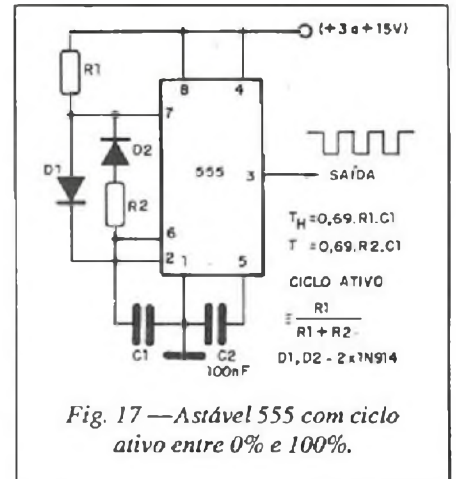 (+3 a +15V)
R1
8
4
7
D2
D1
555
3
SAÍDA
R2
6
2
1
5
T_H=0,69.R1.C1
T =0,69.R2.C1
CICLO ATIVO
= R1
R1+R2
C1
C2
100nF
D1, D2 - 2x1N914
Fig. 17 — Astável 555 com ciclo
ativo entre 0% e 100%.